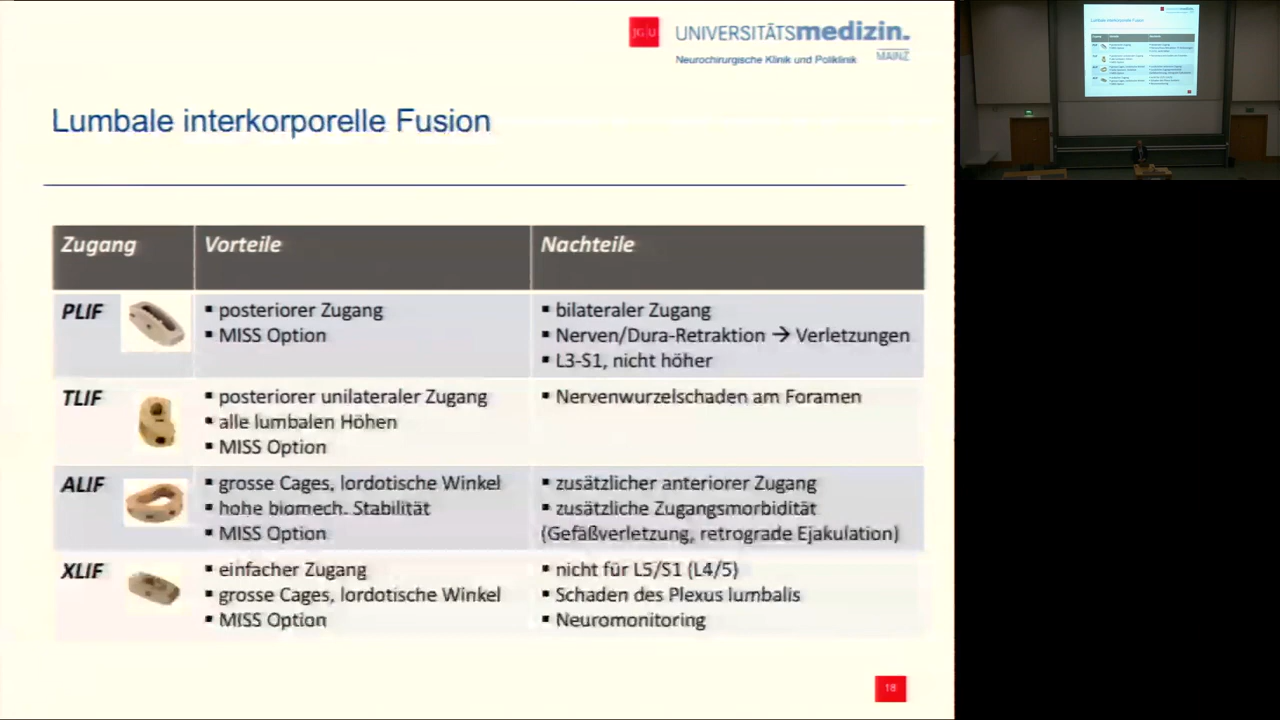 JG|U UNIVERSITÄTSmedizin.
MAINZ
Neurochirurgische Klinik und Poliklinik
Lumbale interkorporelle Fusion
Zugang Vorteile Nachteile
PLIF
▪ posteriorer Zugang
▪ MISS Option
▪ bilateraler Zugang
▪ Nerven/Dura-Retraktion → Verletzungen
▪ L3-S1, nicht höher
TLIF
▪ posteriorer unilateraler Zugang
▪ alle lumbalen Höhen
▪ MISS Option
▪ Nervenwurzelschaden am Foramen
ALIF
▪ grosse Cages, lordotische Winkel
▪ hohe biomech. Stabilität
▪ MISS Option
▪ zusätzlicher anteriorer Zugang
▪ zusätzliche Zugangsmorbidität
(Gefäßverletzung, retrograde Ejakulation)
XLIF
▪ einfacher Zugang
▪ grosse Cages, lordotische Winkel
▪ MISS Option
▪ nicht für L5/S1 (L4/5)
▪ Schaden des Plexus lumbalis
▪ Neuromonitoring
18
Lumbale interkorporelle Fusion